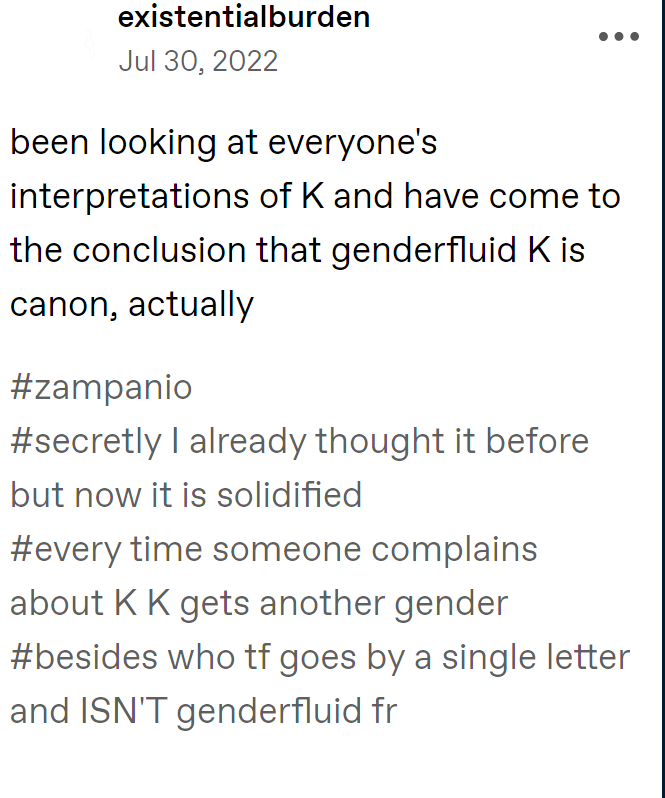 existentialburden
Jul 30, 2022
been looking at everyone's
interpretations of K and have come to
the conclusion that genderfluid K is
canon, actually
#zampanio
#secretly I already thought it before
but now it is solidified
#every time someone complains
about K K gets another gender
#besides who tf goes by a single letter
and ISN'T genderfluid fr